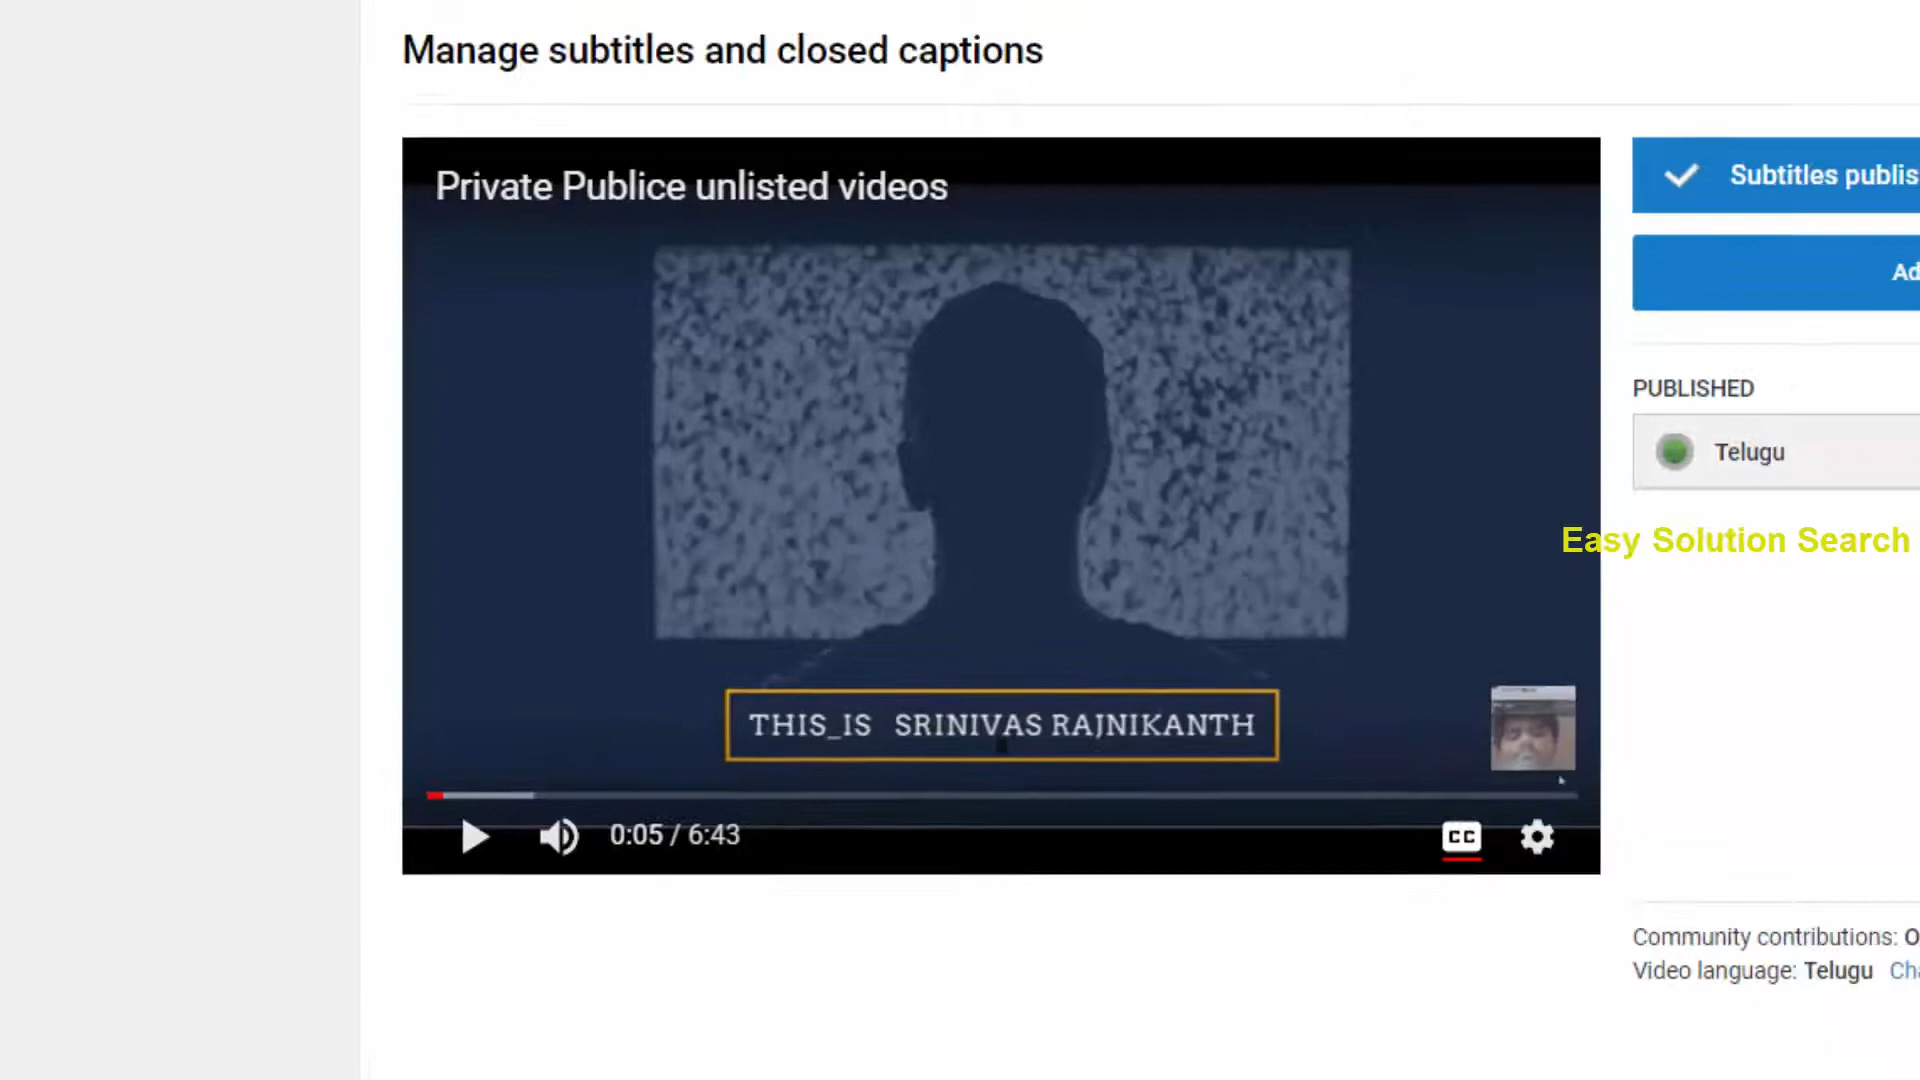 Manage subtitles and closed captions
Private Publice unlisted videos
THIS_IS SRINIVAS RAJNIKANTH
0:05 / 6:43
CC
Subtitles publis
Ad
PUBLISHED
Telugu
Easy Solution Search
Community contributions: O
Video language: Telugu Cha